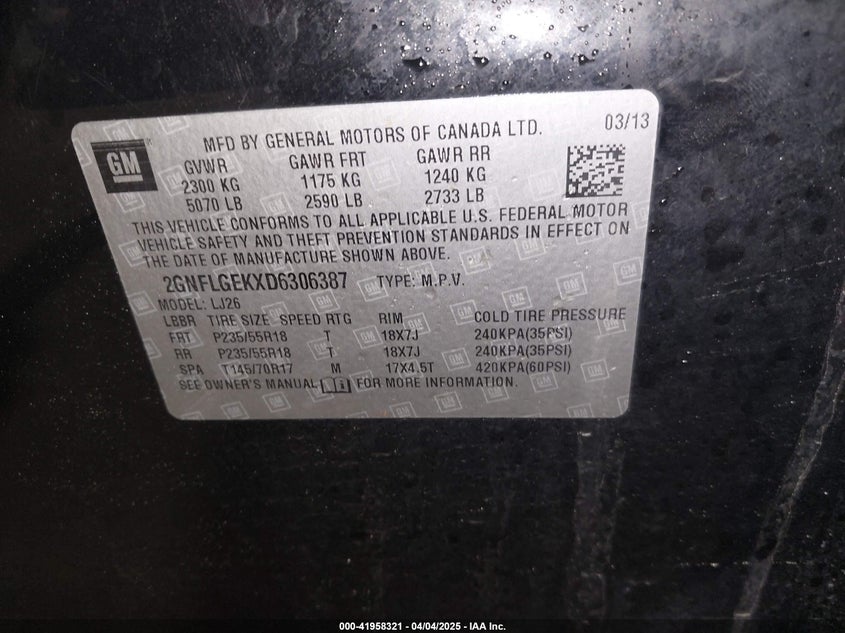 MFD BY GENERAL MOTORS OF CANADA LTD. 03/13
GM
GVWR GAWR FRT GAWR RR
2300 KG 1175 KG 1240 KG
5070 LB 2590 LB 2733 LB
THIS VEHICLE CONFORMS TO ALL APPLICABLE U.S. FEDERAL MOTOR
VEHICLE SAFETY AND THEFT PREVENTION STANDARDS IN EFFECT ON
THE DATE OF MANUFACTURE SHOWN ABOVE.
2GNFLGEKXD6306387 TYPE: M.P.V.
MODEL: LJ26
LBBR TIRE SIZE SPEED RTG RIM COLD TIRE PRESSURE
FRT P235/55R18 T 18X7J 240KPA(35PSI)
RR P235/55R18 T 18X7J 240KPA(35PSI)
SPA T145/70R17 M 17X4.5T 420KPA(60PSI)
SEE OWNER'S MANUAL FOR MORE INFORMATION.
000-41958321 - 04/04/2025 - IAA Inc.